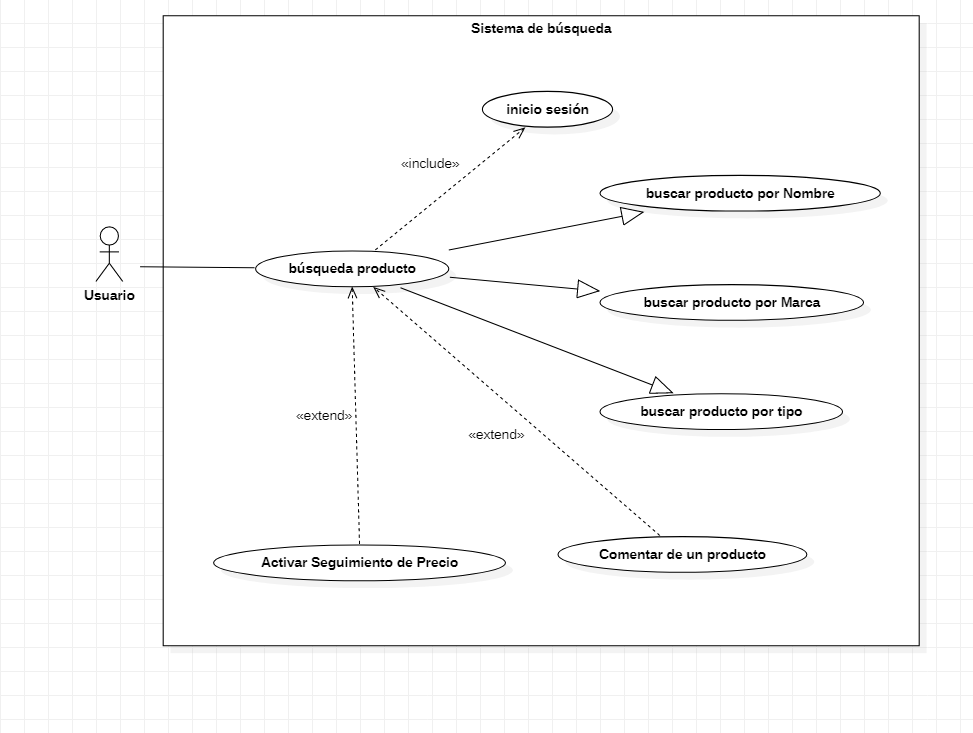 Sistema de búsqueda
inicio sesión
«include»
buscar producto por Nombre
búsqueda producto
Usuario
buscar producto por Marca
buscar producto por tipo
«extend»
«extend»
Activar Seguimiento de Precio
Comentar de un producto